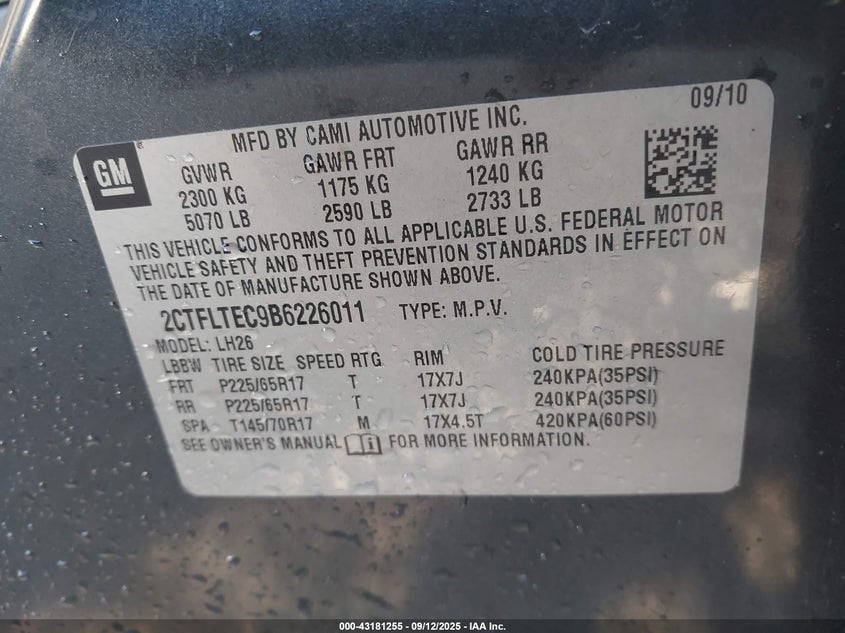 09/10
MFD BY CAMI AUTOMOTIVE INC.
GM
GVWR GAWR FRT GAWR RR
2300 KG 1175 KG 1240 KG
5070 LB 2590 LB 2733 LB
THIS VEHICLE CONFORMS TO ALL APPLICABLE U.S. FEDERAL MOTOR
VEHICLE SAFETY AND THEFT PREVENTION STANDARDS IN EFFECT ON
THE DATE OF MANUFACTURE SHOWN ABOVE.
2CTFLTEC9B6226011 TYPE: M.P.V.
MODEL: LH26
LBBW TIRE SIZE SPEED RTG RIM COLD TIRE PRESSURE
FRT P225/65R17 T 17X7J 240KPA(35PSI)
RR P225/65R17 T 17X7J 240KPA(35PSI)
SPA T145/70R17 M 17X4.5T 420KPA(60PSI)
SEE OWNER'S MANUAL i FOR MORE INFORMATION.
000-43181255 - 09/12/2025 - IAA Inc.